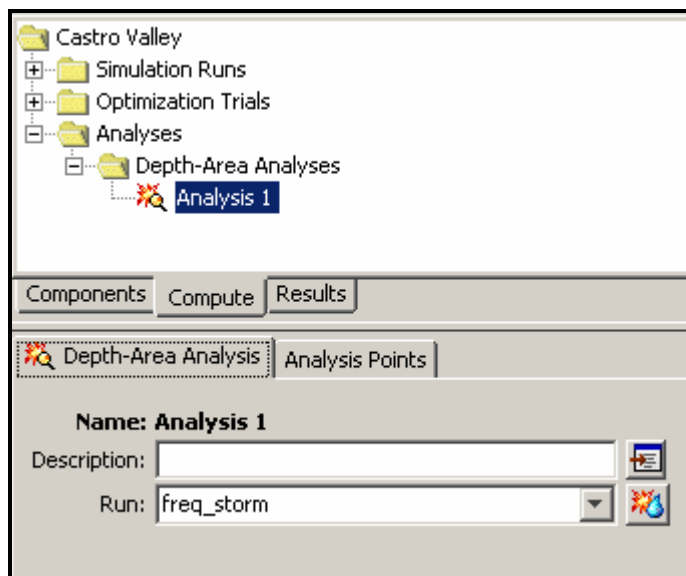 Castro Valley
Simulation Runs
Optimization Trials
Analyses
Depth-Area Analyses
Analysis 1
Components Compute Results
Depth-Area Analysis Analysis Points
Name: Analysis 1
Description:
Run: freq_storm